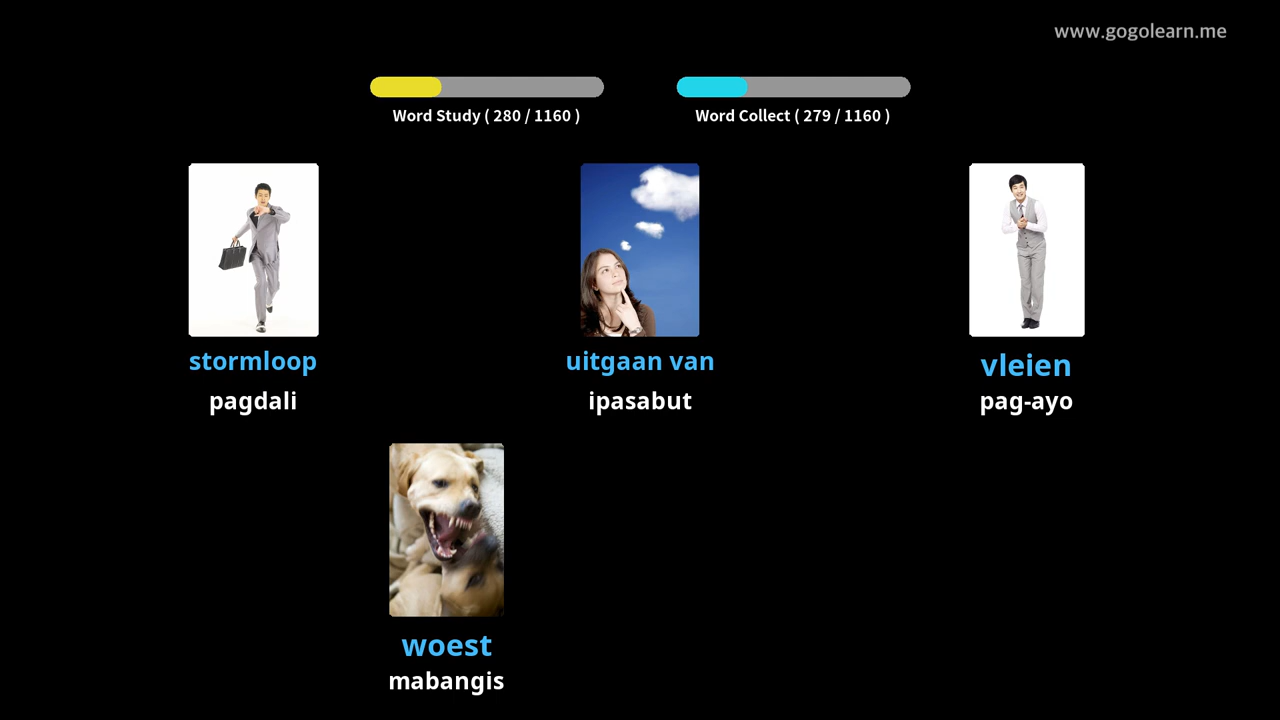 www.gogolearn.me
Word Study ( 280 / 1160 )
Word Collect ( 279 / 1160 )
stormloop
pagdali
uitgaan van
ipasabut
vleien
pag-ayo
woest
mabangis